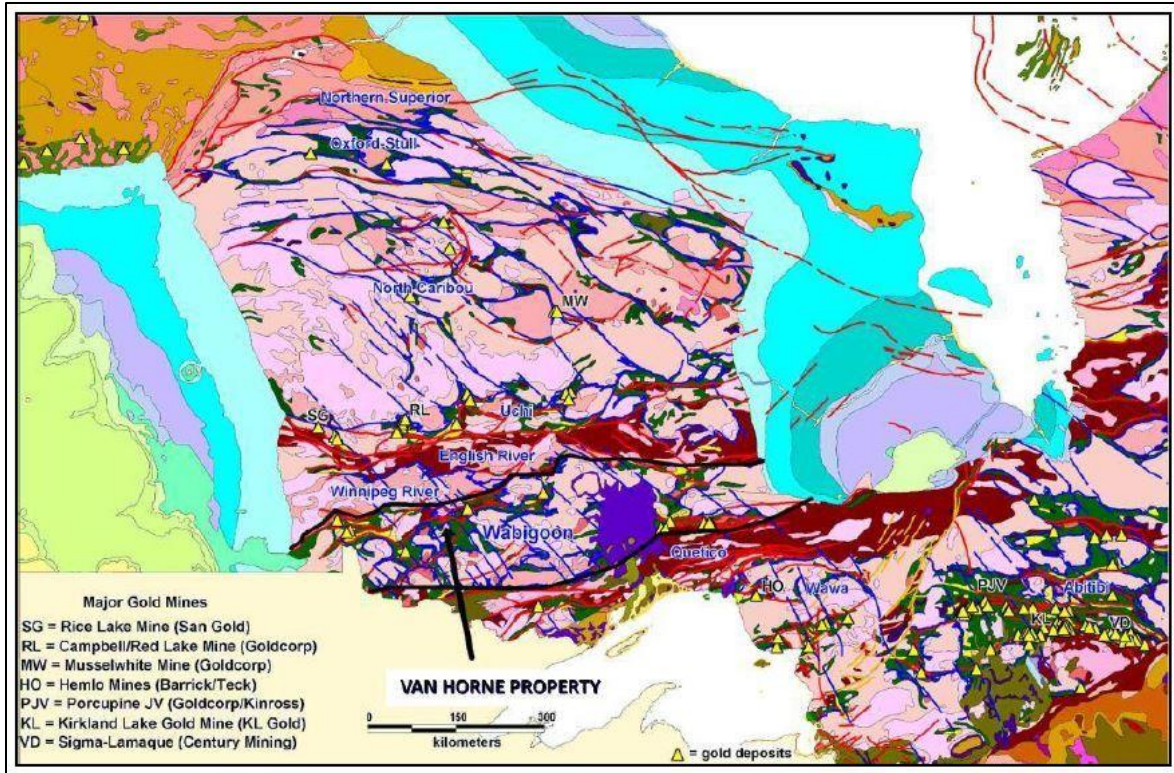 Northern Superior
Oxford-Stull
North Caribou
MW
SG
RL
Uchi
English River
Winnipeg River
Wabigoon
Quetico
HO
Wawa
PJV
Abitibi
KL
VD
Major Gold Mines
SG = Rice Lake Mine (San Gold)
RL = Campbell/Red Lake Mine (Goldcorp)
MW = Musselwhite Mine (Goldcorp)
HO = Hemlo Mines (Barrick/Teck)
PJV = Porcupine JV (Goldcorp/Kinross)
KL = Kirkland Lake Gold Mine (KL Gold)
VD = Sigma-Lamaque (Century Mining)
VAN HORNE PROPERTY
0 150 300
kilometers
= gold deposits